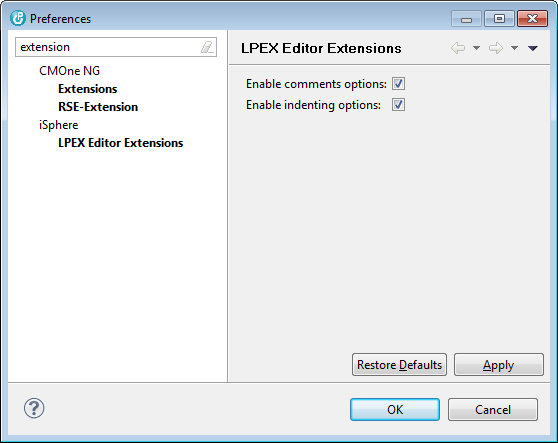 Preferences
extension
LPEX Editor Extensions
CMOne NG
Extensions
RSE-Extension
iSphere
LPEX Editor Extensions
Enable comments options:
Enable indenting options:
Restore Defaults
Apply
?
OK
Cancel